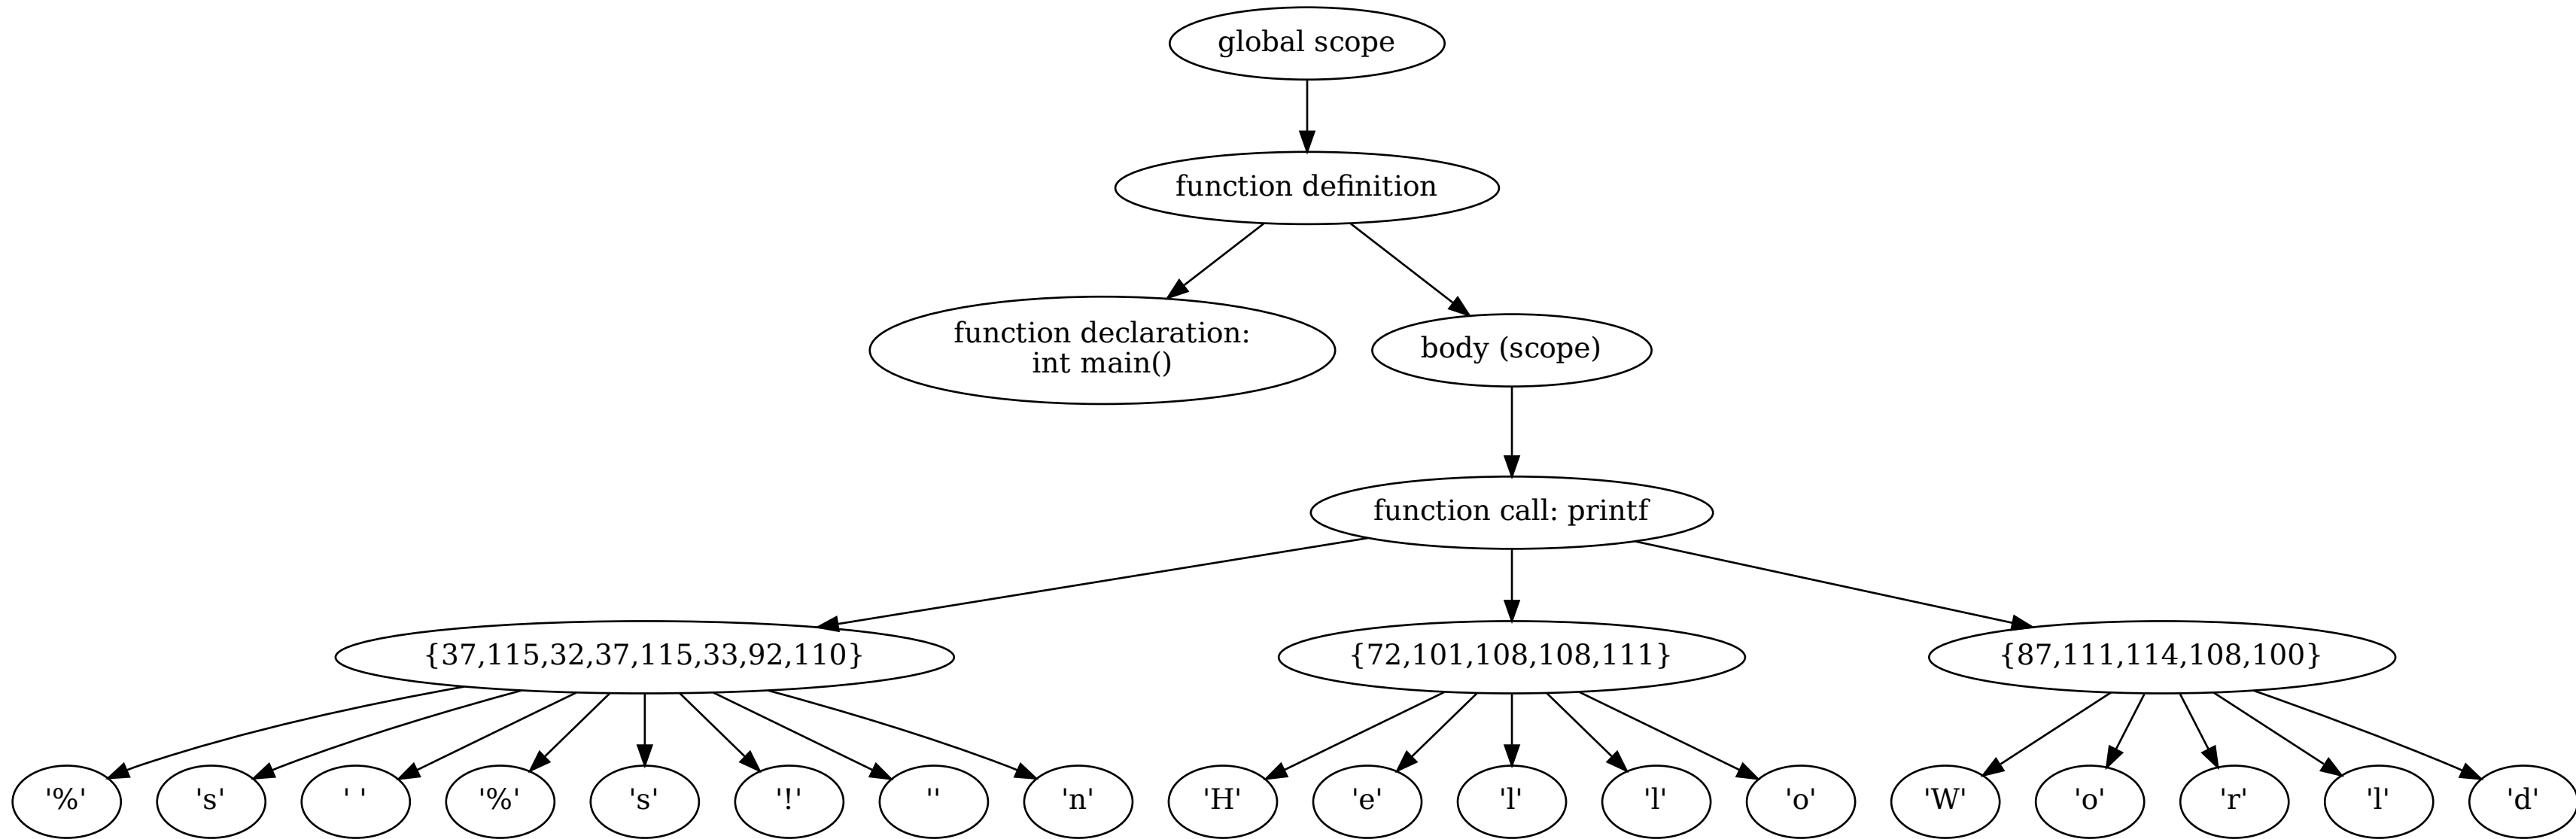 global scope
function definition
function declaration:
int main()
body (scope)
function call: printf
{37,115,32,37,115,33,92,110}
{72,101,108,108,111}
{87,111,114,108,100}
'%'
's'
' '
'%'
's'
'!'
''
'n'
'H'
'e'
'l'
'l'
'o'
'W'
'o'
'r'
'l'
'd'